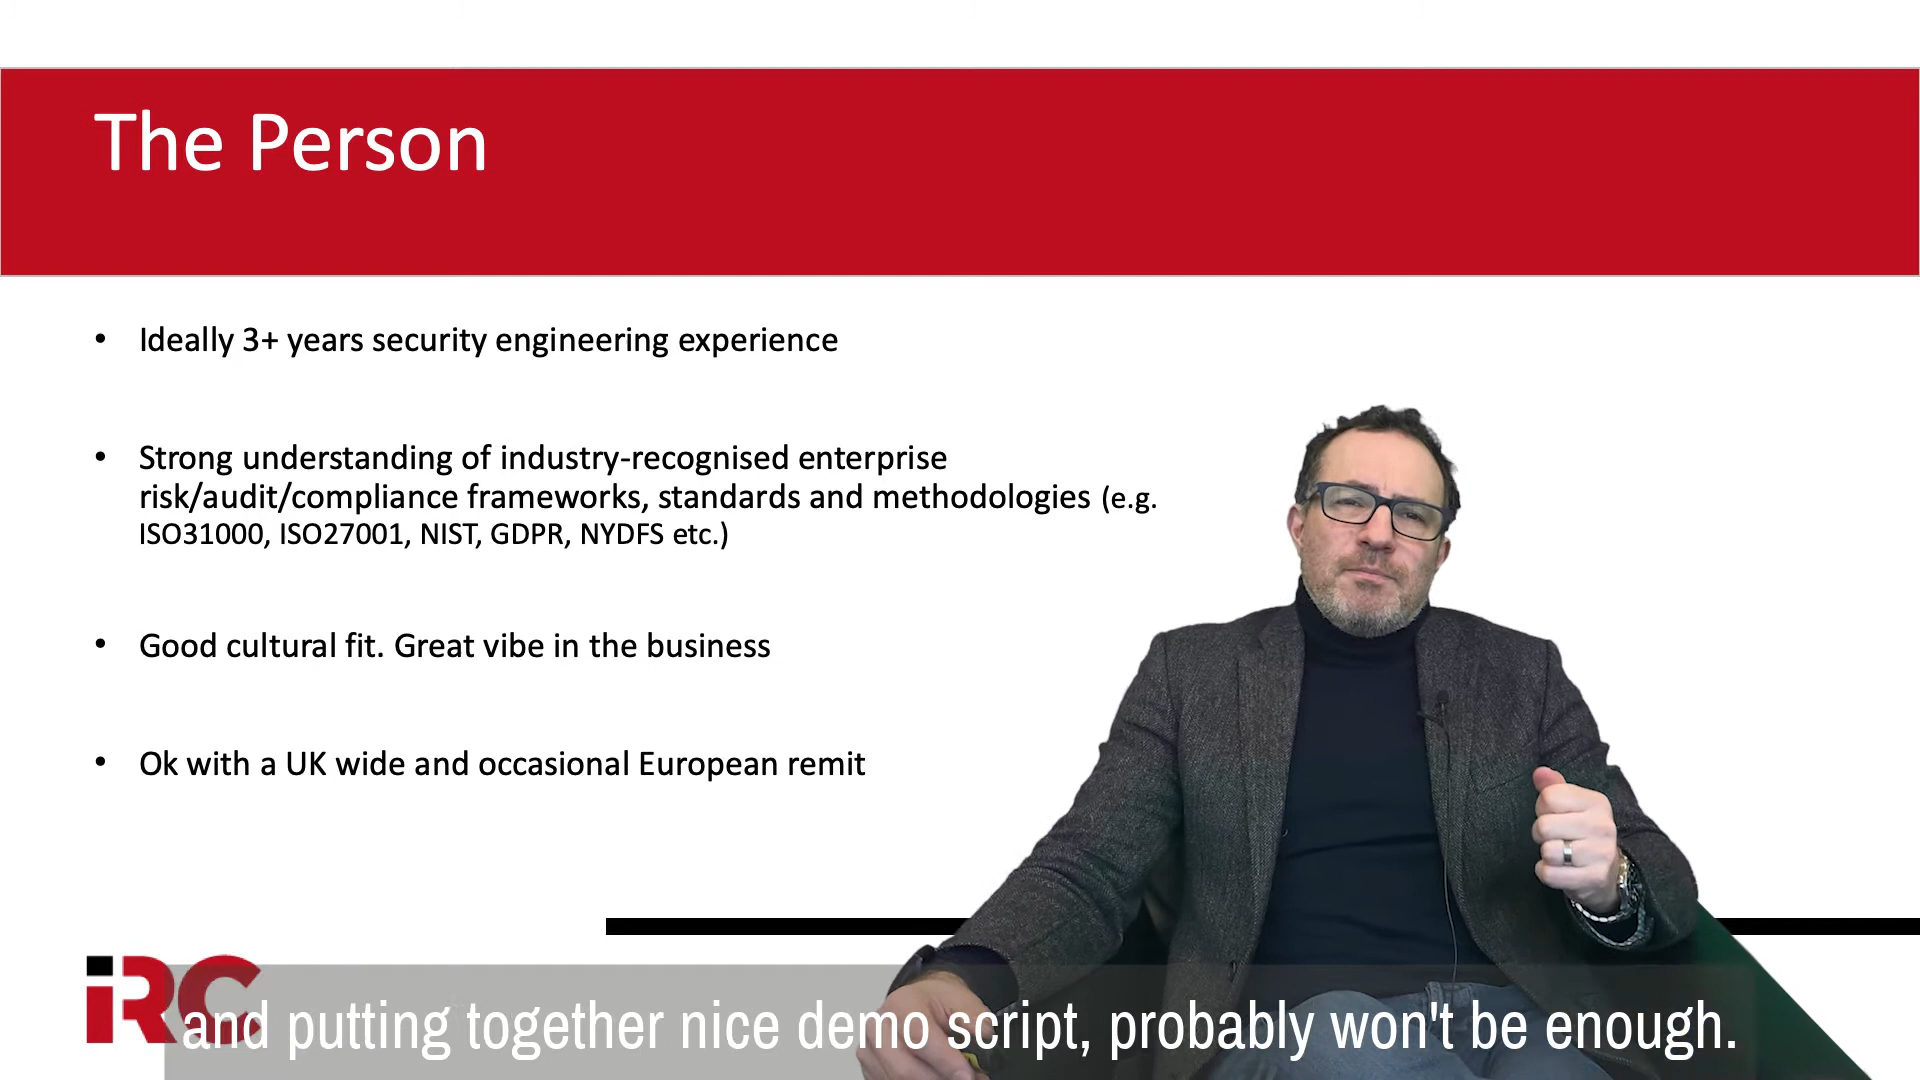 The Person
• Ideally 3+ years security engineering experience
• Strong understanding of industry-recognised enterprise
risk/audit/compliance frameworks, standards and methodologies (e.g.
ISO31000, ISO27001, NIST, GDPR, NYDFS etc.)
• Good cultural fit. Great vibe in the business
• Ok with a UK wide and occasional European remit
iRC
and putting together nice demo script, probably won't be enough.